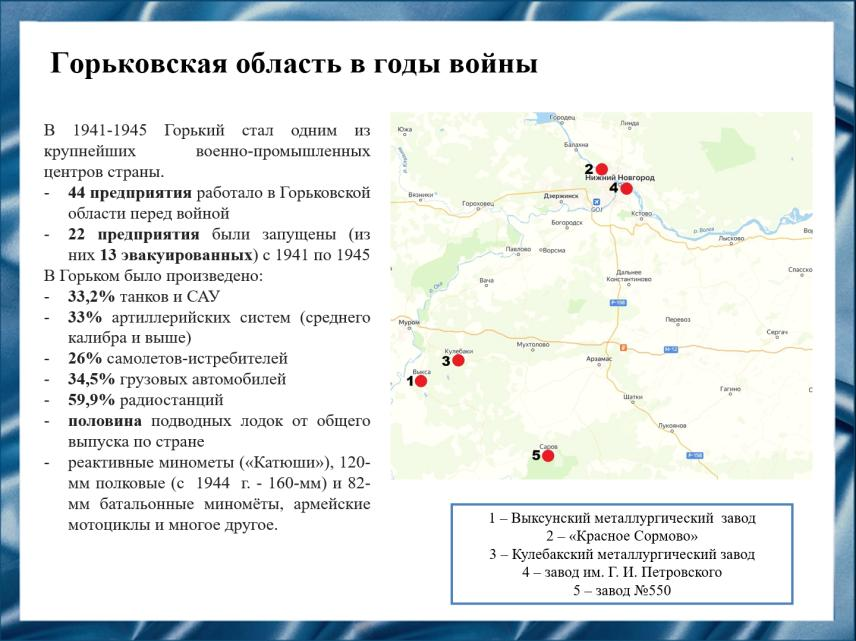 Горьковская область в годы войны
В 1941-1945 Горький стал одним из
крупнейших военно-промышленных
центров страны.
- 44 предприятия работало в Горьковской
области перед войной
- 22 предприятия были запущены (из
них 13 эвакуированных) с 1941 по 1945
В Горьком было произведено:
- 33,2% танков и САУ
- 33% артиллерийских систем (среднего
калибра и выше)
- 26% самолетов-истребителей
- 34,5% грузовых автомобилей
- 59,9% радиостанций
- половина подводных лодок от общего
выпуска по стране
- реактивные минометы («Катюши»), 120-
мм полковые (с 1944 г. - 160-мм) и 82-
мм батальонные миномёты, армейские
мотоциклы и многое другое.
Городец
Линда
Южа
Балахна
2
Нижний Новгород
4
Вязники
Дзержинск
Гороховец
GOJ
Кстово
Богородск
р. Волга
Лысково
Павлово
Ворсма
Дальнее
Константиново
Спасско
Вача
р. Ока
Р-158
Муром
Перевоз
Сергач
Мухтолово
М-12
Кулебаки
3
Арзамас
Выкса
1
Гагино
Шатки
Лукоянов
Саров
5
Р-158
1 – Выксунский металлургический завод
2 – «Красное Сормово»
3 – Кулебакский металлургический завод
4 – завод им. Г. И. Петровского
5 – завод №550